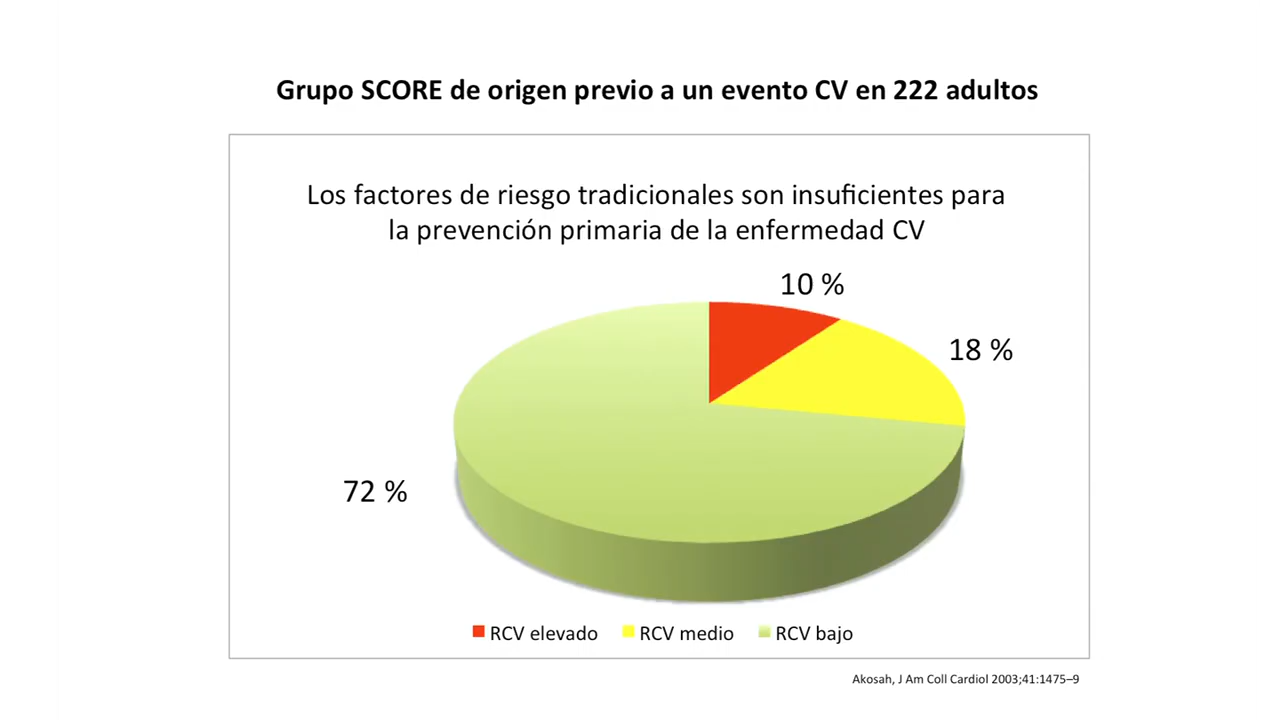 Grupo SCORE de origen previo a un evento CV en 222 adultos
Los factores de riesgo tradicionales son insuficientes para
la prevención primaria de la enfermedad CV
10 %
18 %
72 %
RCV elevado
RCV medio
RCV bajo
Akosah, J Am Coll Cardiol 2003;41:1475–9